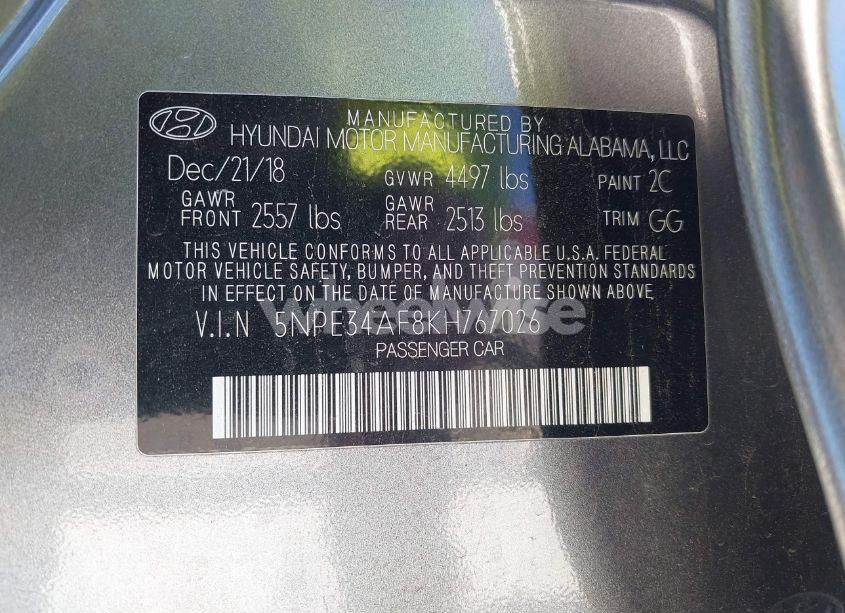 MANUFACTURED BY
HYUNDAI MOTOR MANUFACTURING ALABAMA, LLC
Dec/21/18 GVWR 4497 lbs PAINT 2C
GAWR FRONT 2557 lbs GAWR REAR 2513 lbs TRIM GG
THIS VEHICLE CONFORMS TO ALL APPLICABLE U.S.A. FEDERAL
MOTOR VEHICLE SAFETY, BUMPER, AND THEFT PREVENTION STANDARDS
IN EFFECT ON THE DATE OF MANUFACTURE SHOWN ABOVE
V.I.N 5NPE34AF8KH767026
PASSENGER CAR